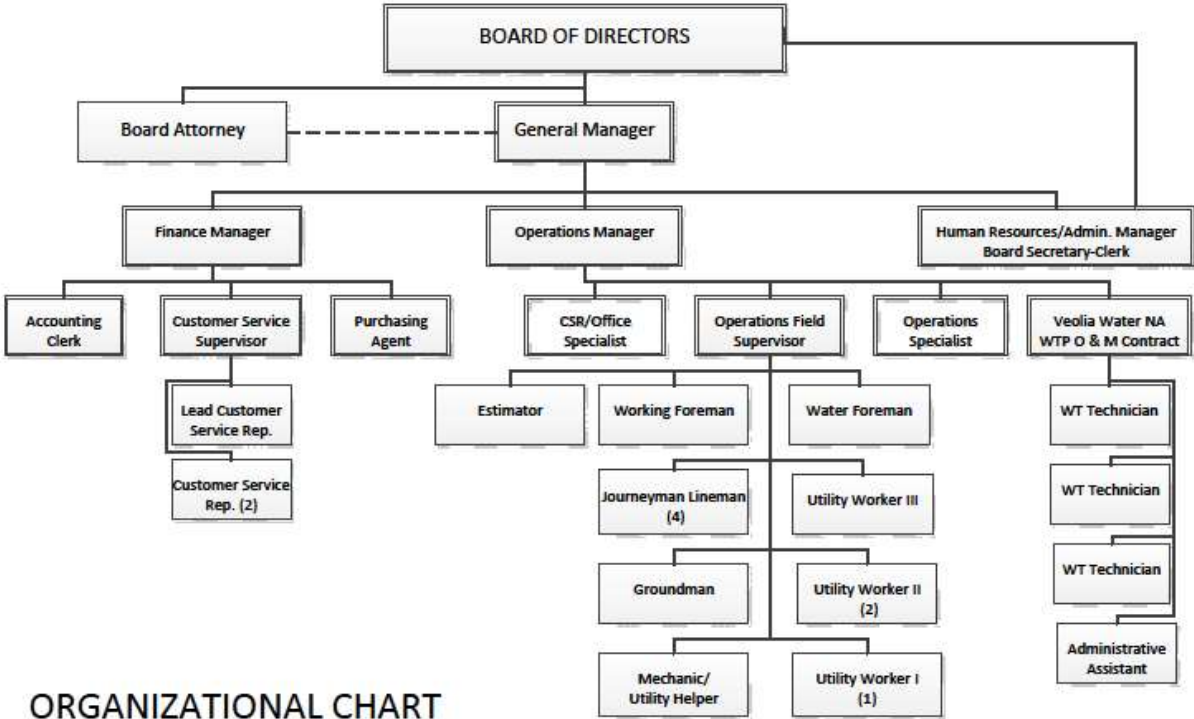 BOARD OF DIRECTORS
Board Attorney
General Manager
Finance Manager
Operations Manager
Human Resources/Admin. Manager
Board Secretary-Clerk
Accounting
Clerk
Customer Service
Supervisor
Purchasing
Agent
CSR/Office
Specialist
Operations Field
Supervisor
Operations
Specialist
Veolia Water NA
WTP O & M Contract
Lead Customer
Service Rep.
Estimator
Working Foreman
Water Foreman
WT Technician
Customer Service
Rep. (2)
Journeyman Lineman
(4)
Utility Worker III
WT Technician
Groundman
Utility Worker II
(2)
WT Technician
Mechanic/
Utility Helper
Utility Worker I
(1)
Administrative
Assistant
ORGANIZATIONAL CHART